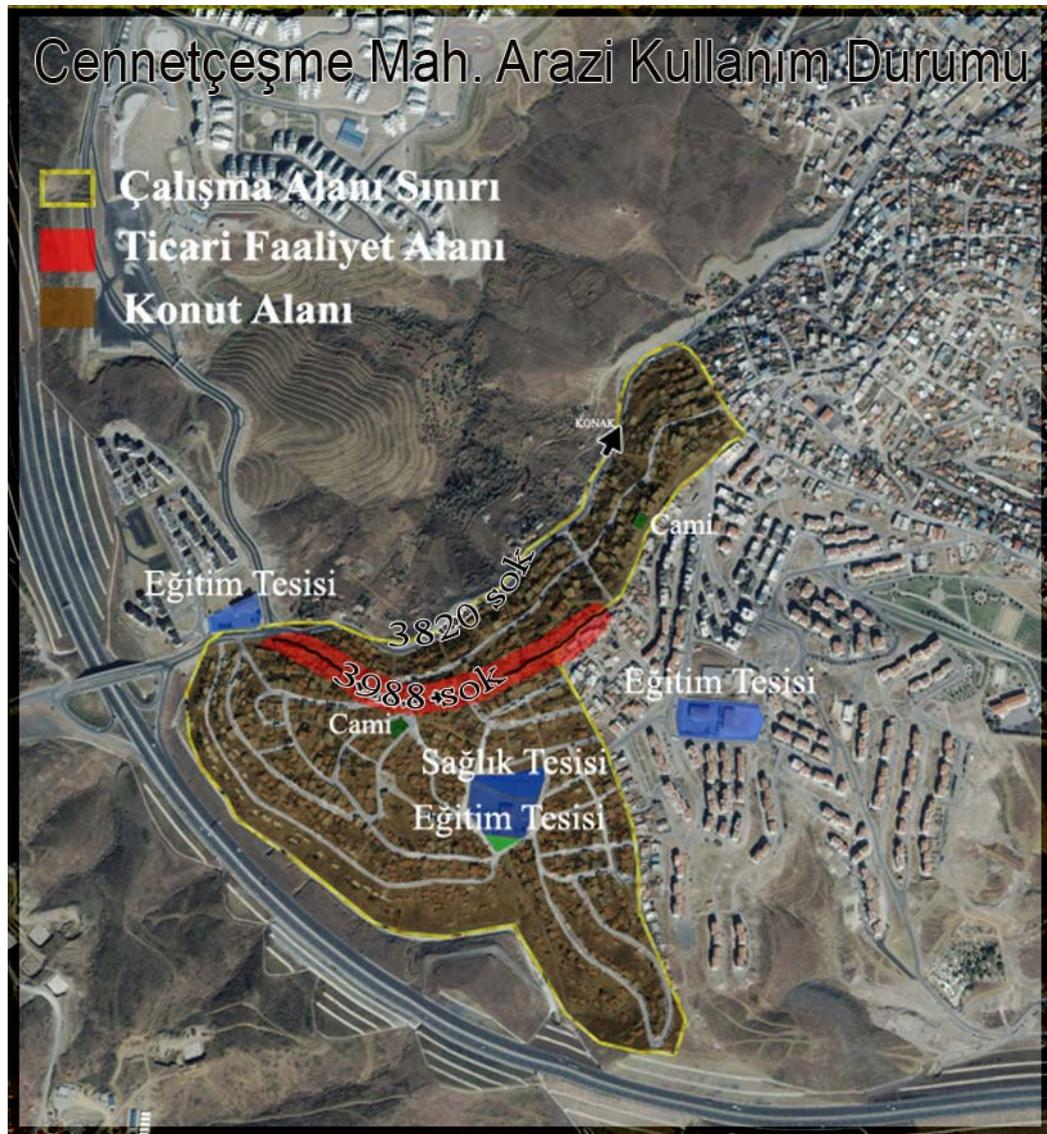 Cennetçeşme Mah. Arazi Kullanım Durumu
Çalışma Alanı Sınırı
Ticari Faaliyet Alanı
Konut Alanı
KONAK
Cami
3820 sok
Eğitim Tesisi
3988 sok
Eğitim Tesisi
Cami
Sağlık Tesisi
Eğitim Tesisi